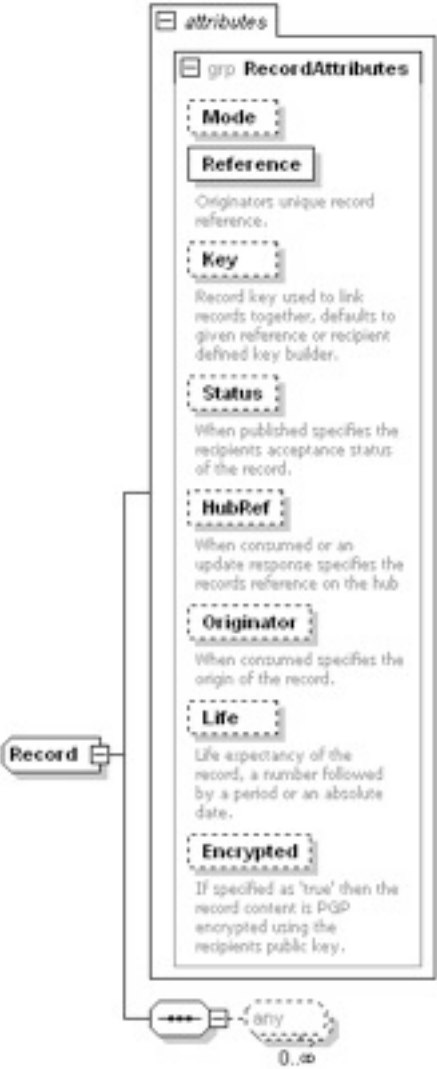 attributes
grp RecordAttributes
Mode
Reference
Originators unique record
reference.
Key
Record key used to link
records together, defaults to
given reference or recipient
defined key builder.
Status
When published specifies the
recipients acceptance status
of the record.
HubRef
When consumed or an
update response specifies the
records reference on the hub
Originator
When consumed specifies the
origin of the record.
Life
Life expectancy of the
record, a number followed
by a period or an absolute
date.
Record
Encrypted
If specified as 'true' then the
record content is PGP
encrypted using the
recipients public key.
any
0..∞